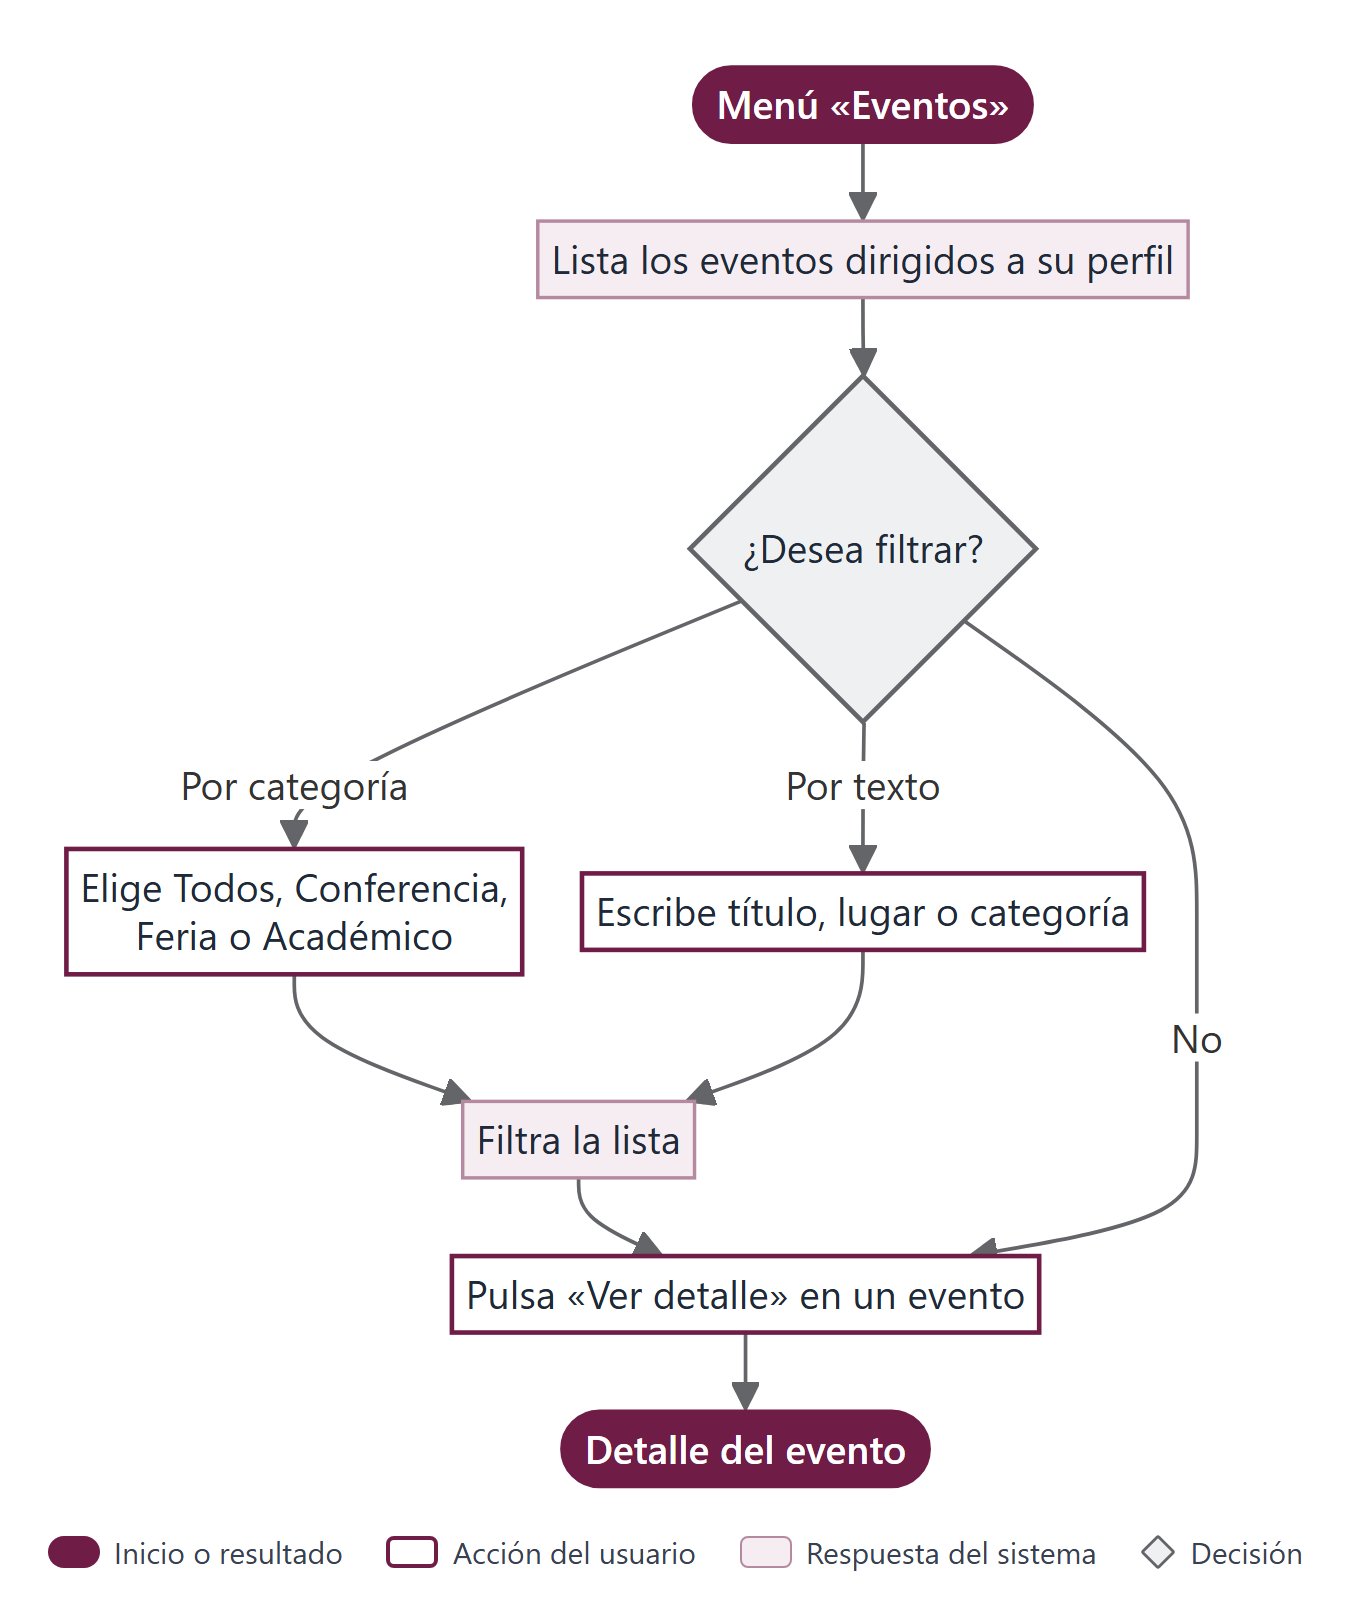 Menú «Eventos»
Lista los eventos dirigidos a su perfil
¿Desea filtrar?
Por categoría
Por texto
Elige Todos, Conferencia,
Feria o Académico
Escribe título, lugar o categoría
No
Filtra la lista
Pulsa «Ver detalle» en un evento
Detalle del evento
Inicio o resultado
Acción del usuario
Respuesta del sistema
Decisión